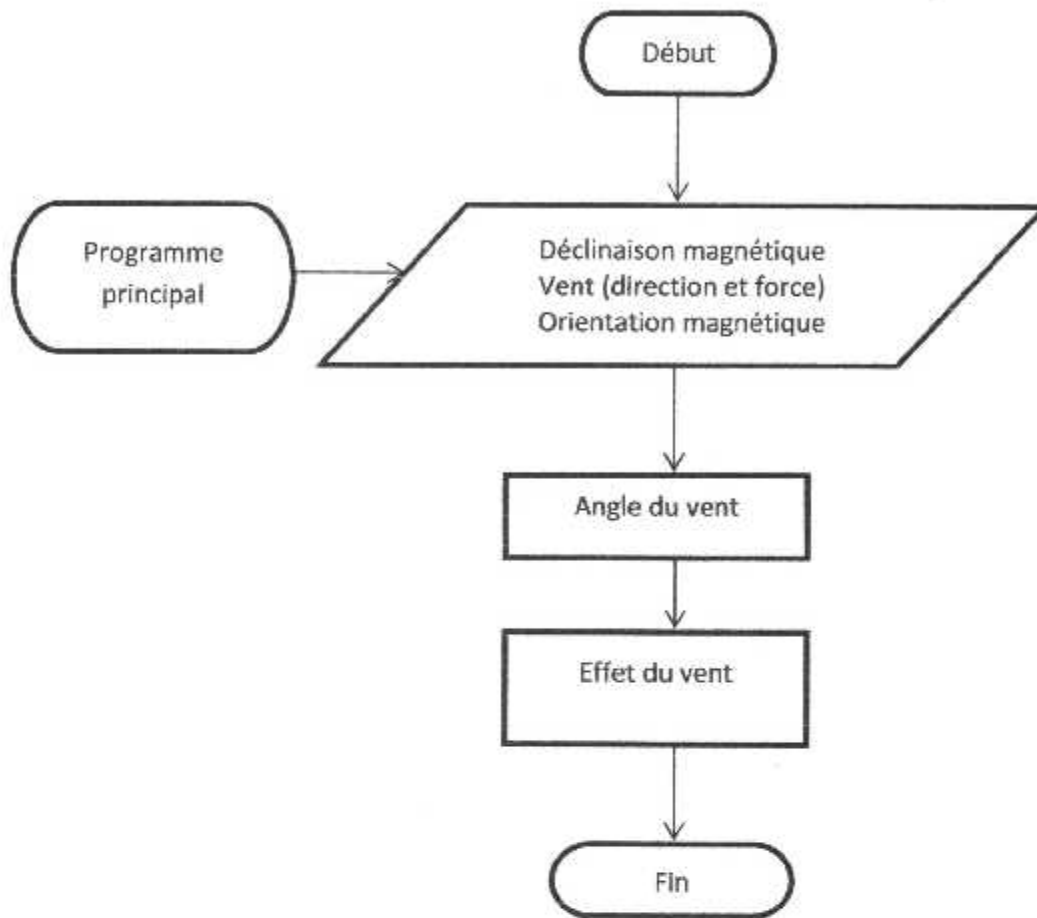 Début
Programme
principal
Déclinaison magnétique
Vent (direction et force)
Orientation magnétique
Angle du vent
Effet du vent
Fin